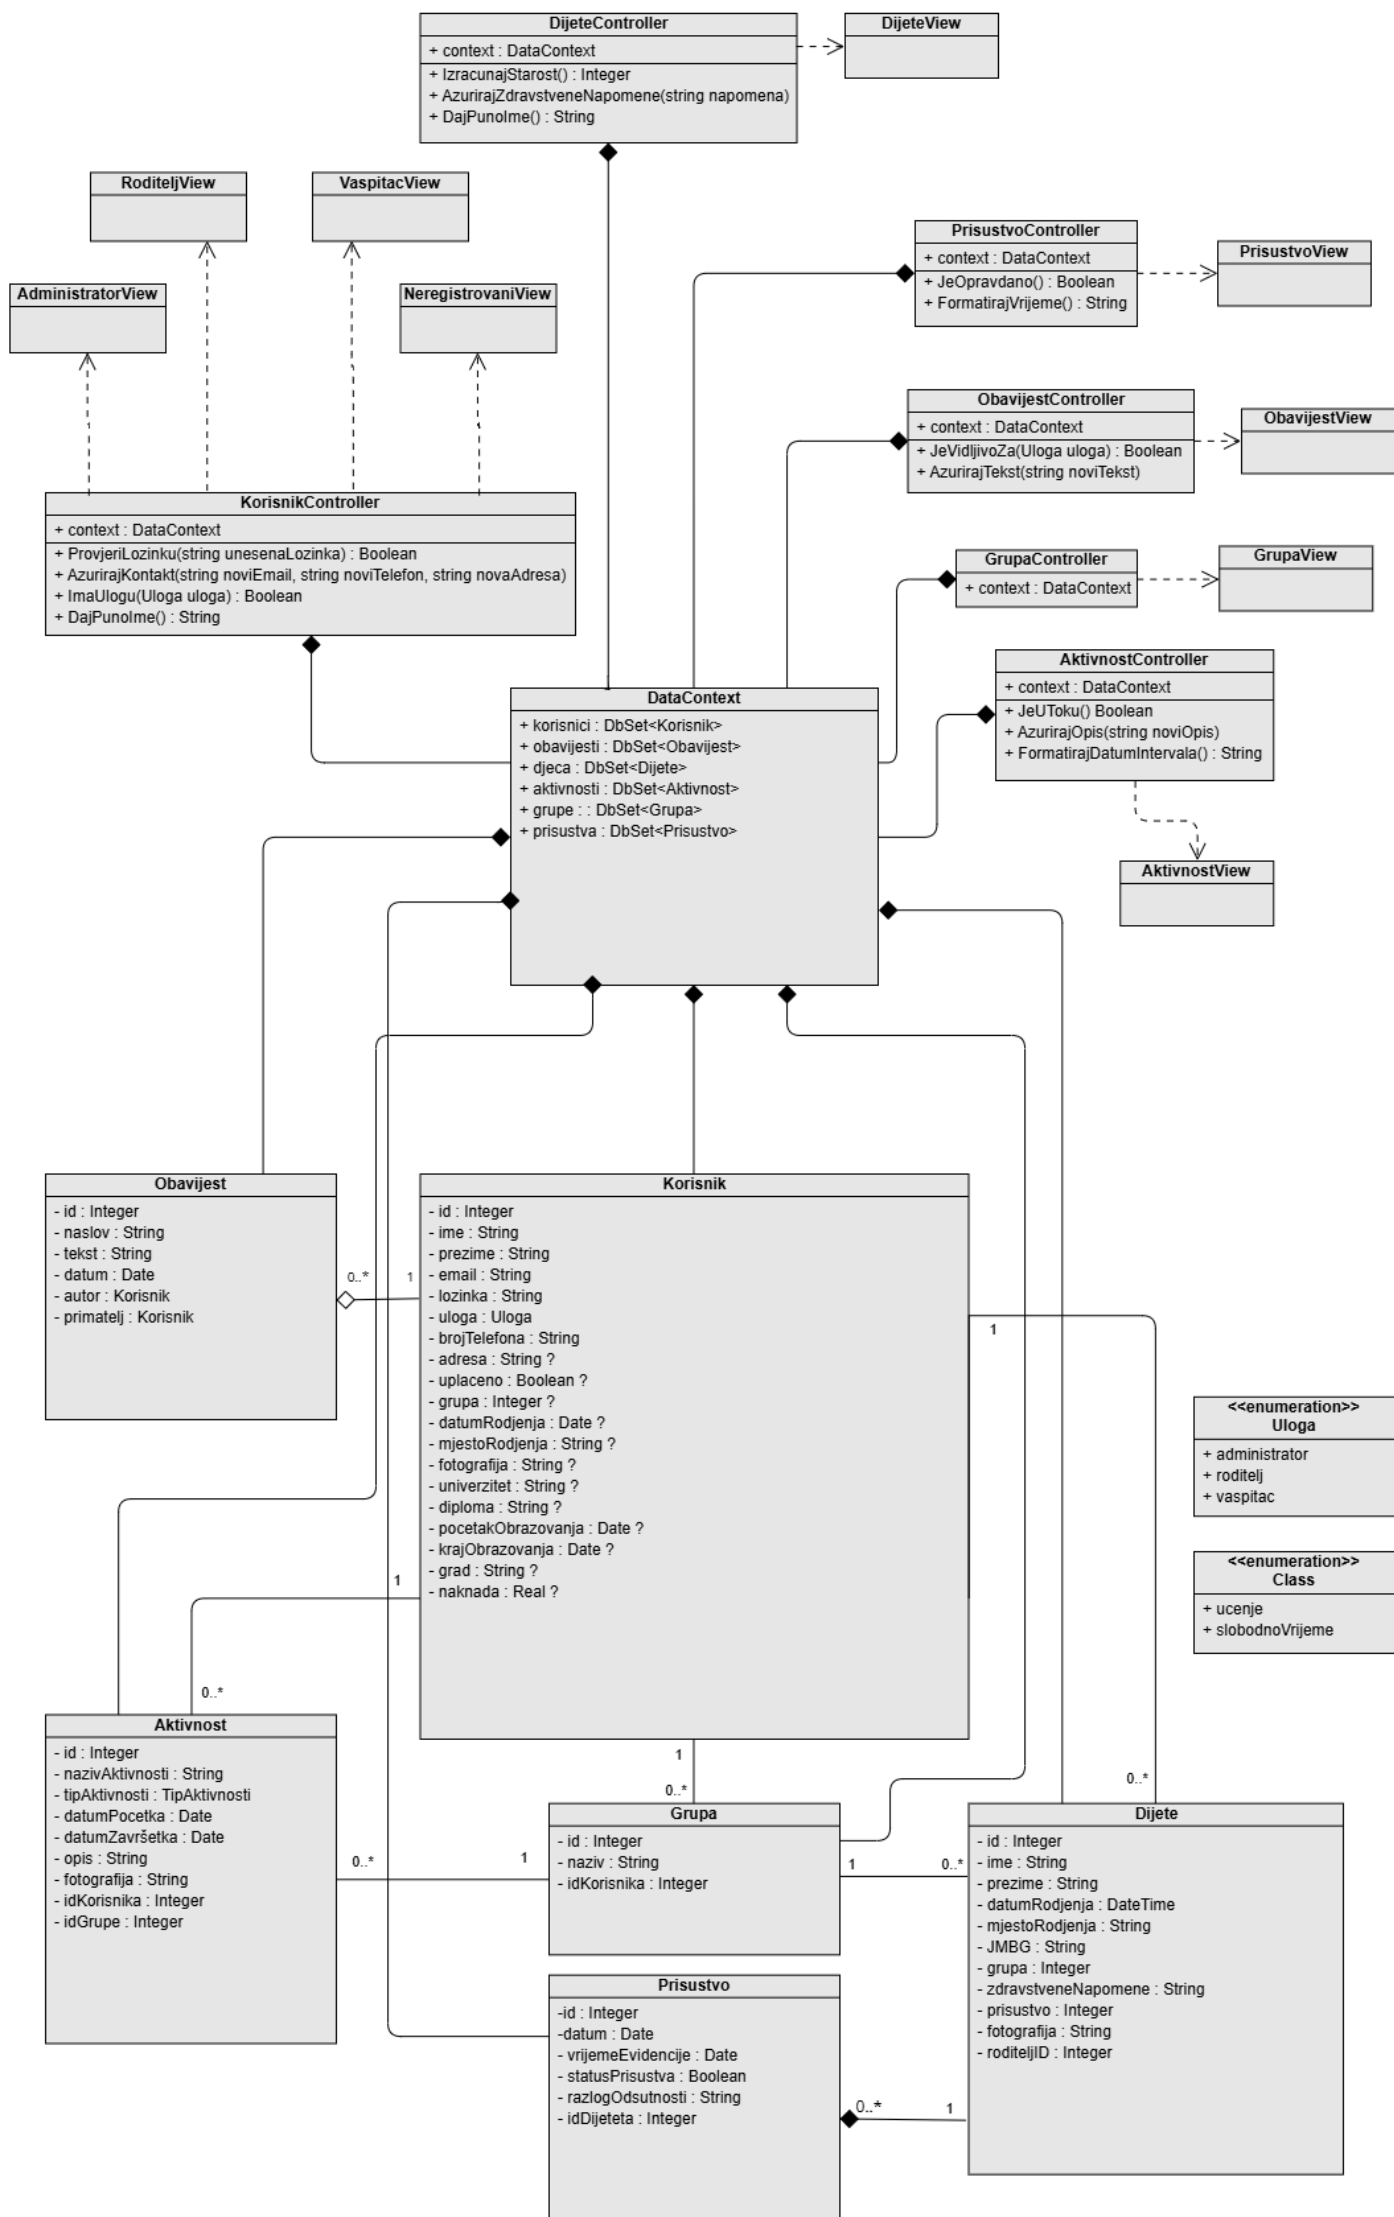 DijeteController
+ context : DataContext
+ IzracunajStarost() : Integer
+ AzurirajZdravstveneNapomene(string napomena)
+ DajPunoIme() : String
DijeteView
RoditeljView
VaspitacView
AdministratorView
NeregistrovaniView
PrisustvoController
+ context : DataContext
+ JeOpravdano() : Boolean
+ FormatirajVrijeme() : String
PrisustvoView
ObavijestController
+ context : DataContext
+ JeVidljivoZa(Uloga uloga) : Boolean
+ AzurirajTekst(string noviTekst)
ObavijestView
KorisnikController
+ context : DataContext
+ ProvjeriLozinku(string unesenaLozinka) : Boolean
+ AzurirajKontakt(string noviEmail, string noviTelefon, string novaAdresa)
+ ImaUlogu(Uloga uloga) : Boolean
+ DajPunoIme() : String
GrupaController
+ context : DataContext
GrupaView
AktivnostController
+ context : DataContext
+ JeUToku() Boolean
+ AzurirajOpis(string noviOpis)
+ FormatirajDatumIntervala() : String
AktivnostView
DataContext
+ korisnici : DbSet<Korisnik>
+ obavijesti : DbSet<Obavijest>
+ djeca : DbSet<Dijete>
+ aktivnosti : DbSet<Aktivnost>
+ grupe : : DbSet<Grupa>
+ prisustva : DbSet<Prisustvo>
Obavijest
- id : Integer
- naslov : String
- tekst : String
- datum : Date
- autor : Korisnik
- primatelj : Korisnik
0..*
1
Korisnik
- id : Integer
- ime : String
- prezime : String
- email : String
- lozinka : String
- uloga : Uloga
- brojTelefona : String
- adresa : String ?
- uplaceno : Boolean ?
- grupa : Integer ?
- datumRodjenja : Date ?
- mjestoRodjenja : String ?
- fotografija : String ?
- univerzitet : String ?
- diploma : String ?
- pocetakObrazovanja : Date ?
- krajObrazovanja : Date ?
- grad : String ?
- naknada : Real ?
1
<<enumeration>>
Uloga
+ administrator
+ roditelj
+ vaspitac
<<enumeration>>
Class
+ ucenje
+ slobodnoVrijeme
1
0..*
1
0..*
0..*
Aktivnost
- id : Integer
- nazivAktivnosti : String
- tipAktivnosti : TipAktivnosti
- datumPocetka : Date
- datumZavršetka : Date
- opis : String
- fotografija : String
- idKorisnika : Integer
- idGrupe : Integer
0..*
1
Grupa
- id : Integer
- naziv : String
- idKorisnika : Integer
1
0..*
Dijete
- id : Integer
- ime : String
- prezime : String
- datumRodjenja : DateTime
- mjestoRodjenja : String
- JMBG : String
- grupa : Integer
- zdravstveneNapomene : String
- prisustvo : Integer
- fotografija : String
- roditeljID : Integer
Prisustvo
-id : Integer
-datum : Date
- vrijemeEvidencije : Date
- statusPrisustva : Boolean
- razlogOdsutnosti : String
- idDijeteta : Integer
0..*
1